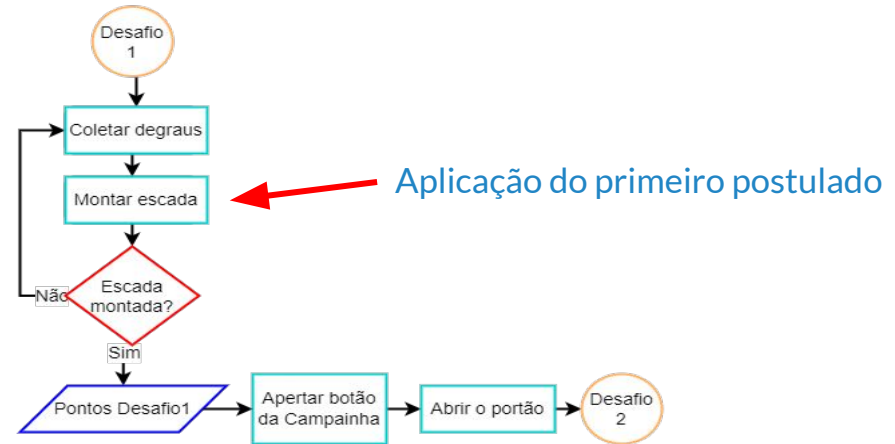 Desafio
1
Coletar degraus
Montar escada
Aplicação do primeiro postulado
Escada
montada?
Não
Sim
Pontos Desafio1
Apertar botão
da Campainha
Abrir o portão
Desafio
2